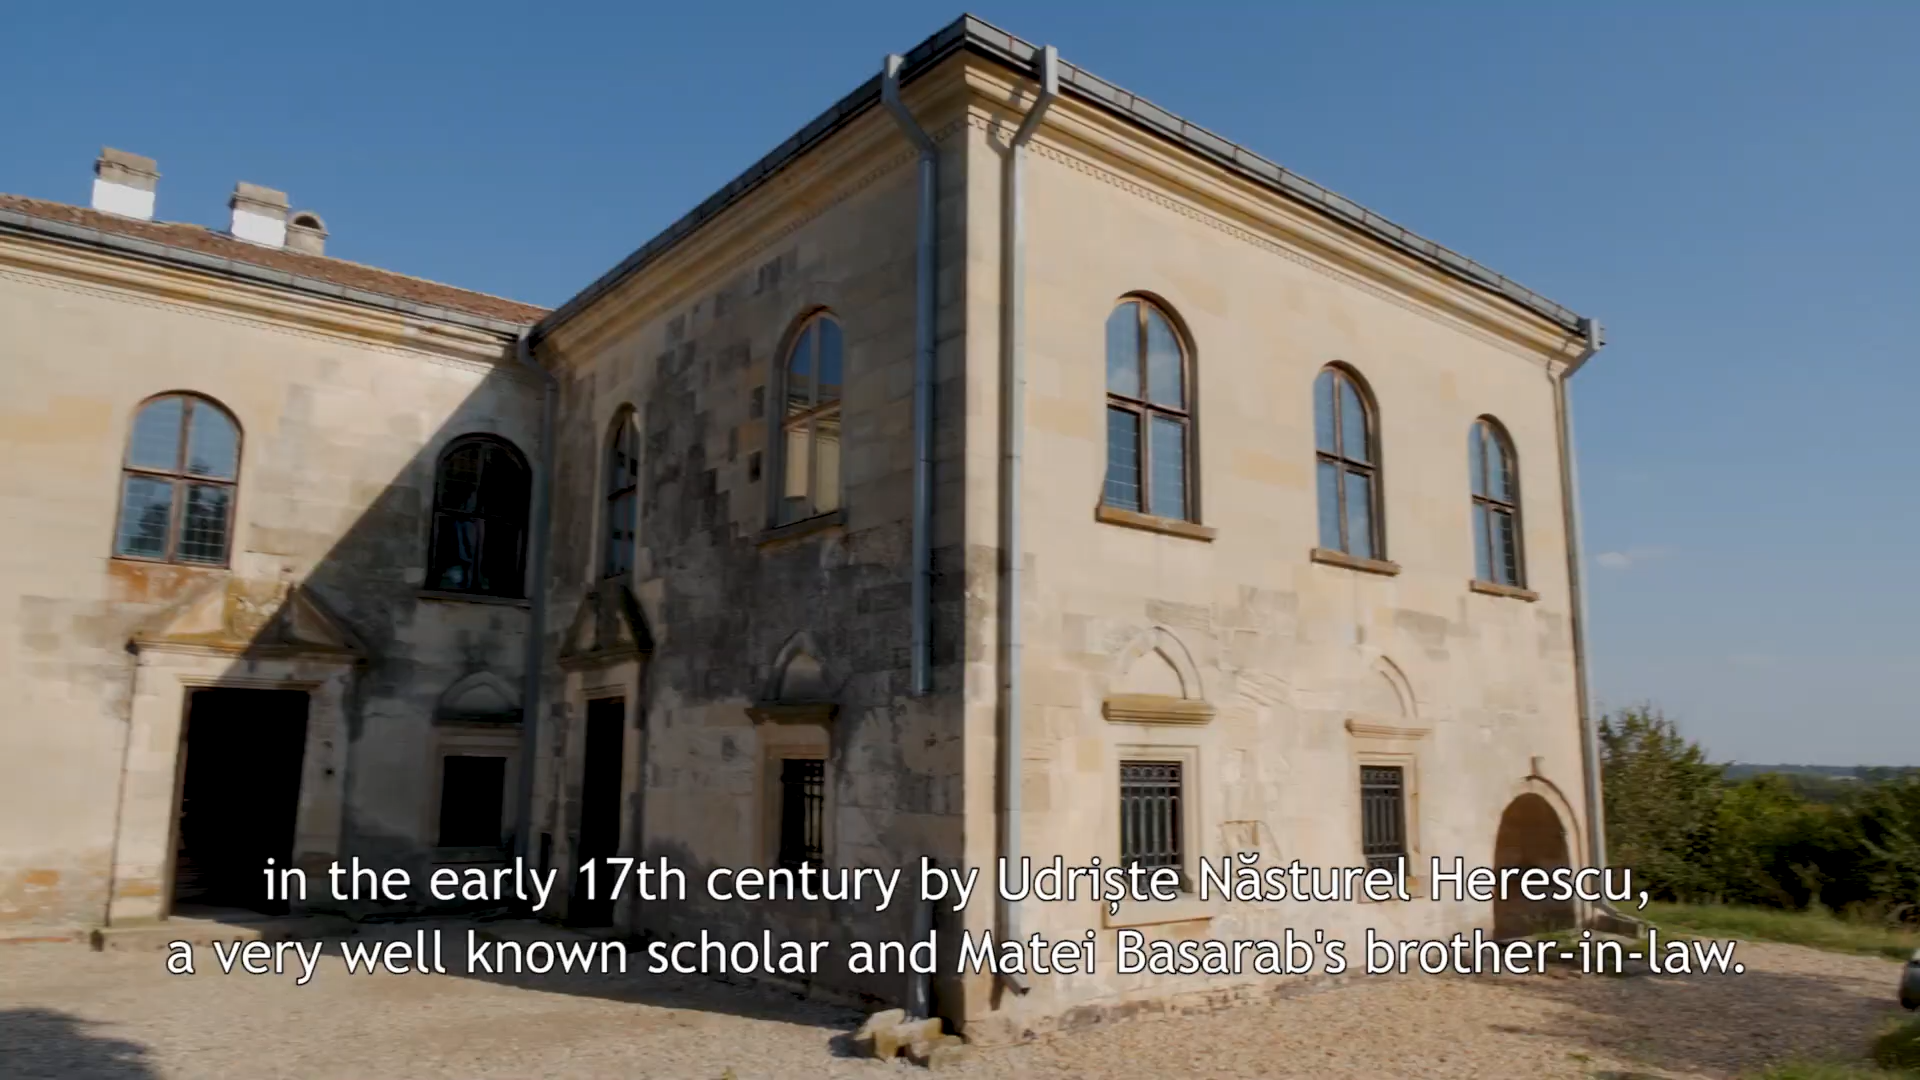 in the early 17th century by Udriște Năsturel Herescu,
a very well known scholar and Matei Basarab's brother-in-law.